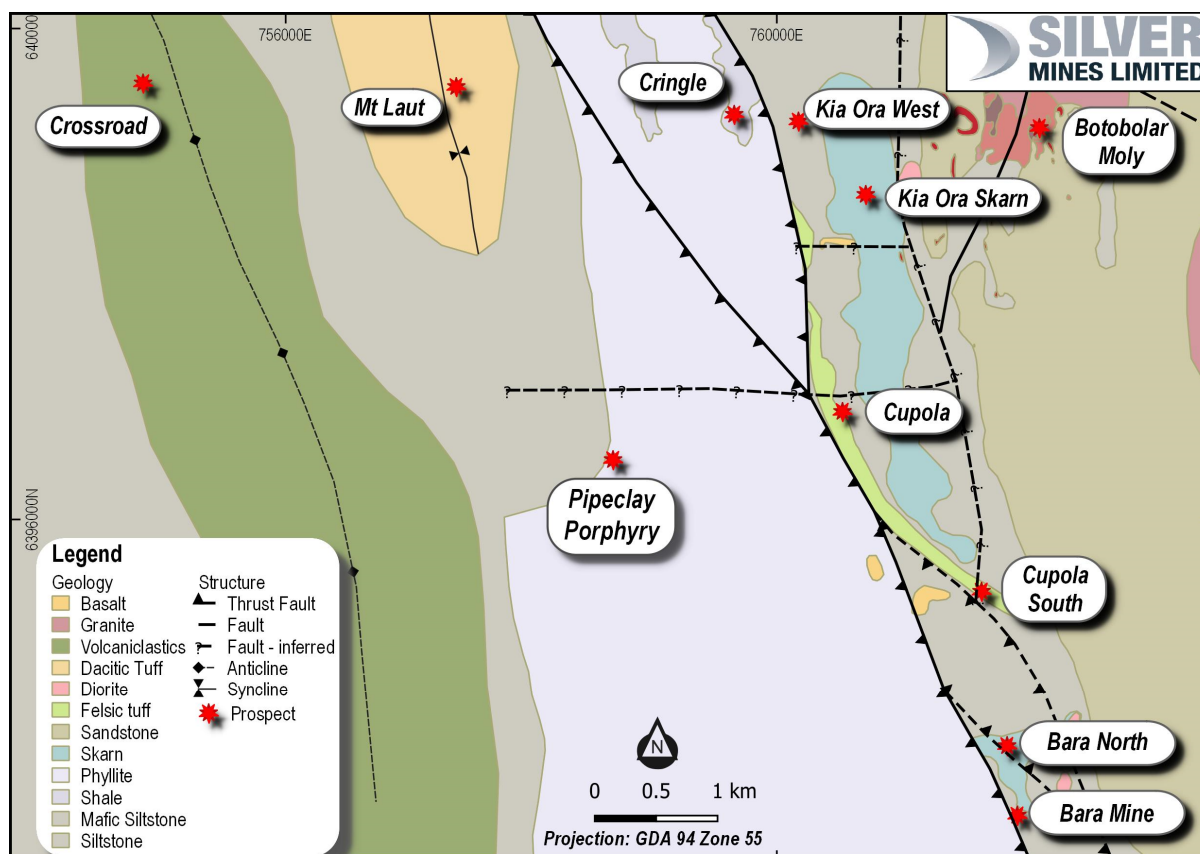 6400000
756000E
760000E
SILVER
MINES LIMITED
Crossroad
Mt Laut
Cringle
Kia Ora West
Botobolar
Moly
Kia Ora Skarn
Cupola
Pipeclay
Porphyry
6396000N
Cupola
South
Bara North
Bara Mine
Legend
Geology
Basalt
Granite
Volcaniclastics
Dacitic Tuff
Diorite
Felsic tuff
Sandstone
Skarn
Phyllite
Shale
Mafic Siltstone
Siltstone
Structure
Thrust Fault
Fault
Fault - inferred
Anticline
Syncline
Prospect
N
0 0.5 1 km
Projection: GDA 94 Zone 55